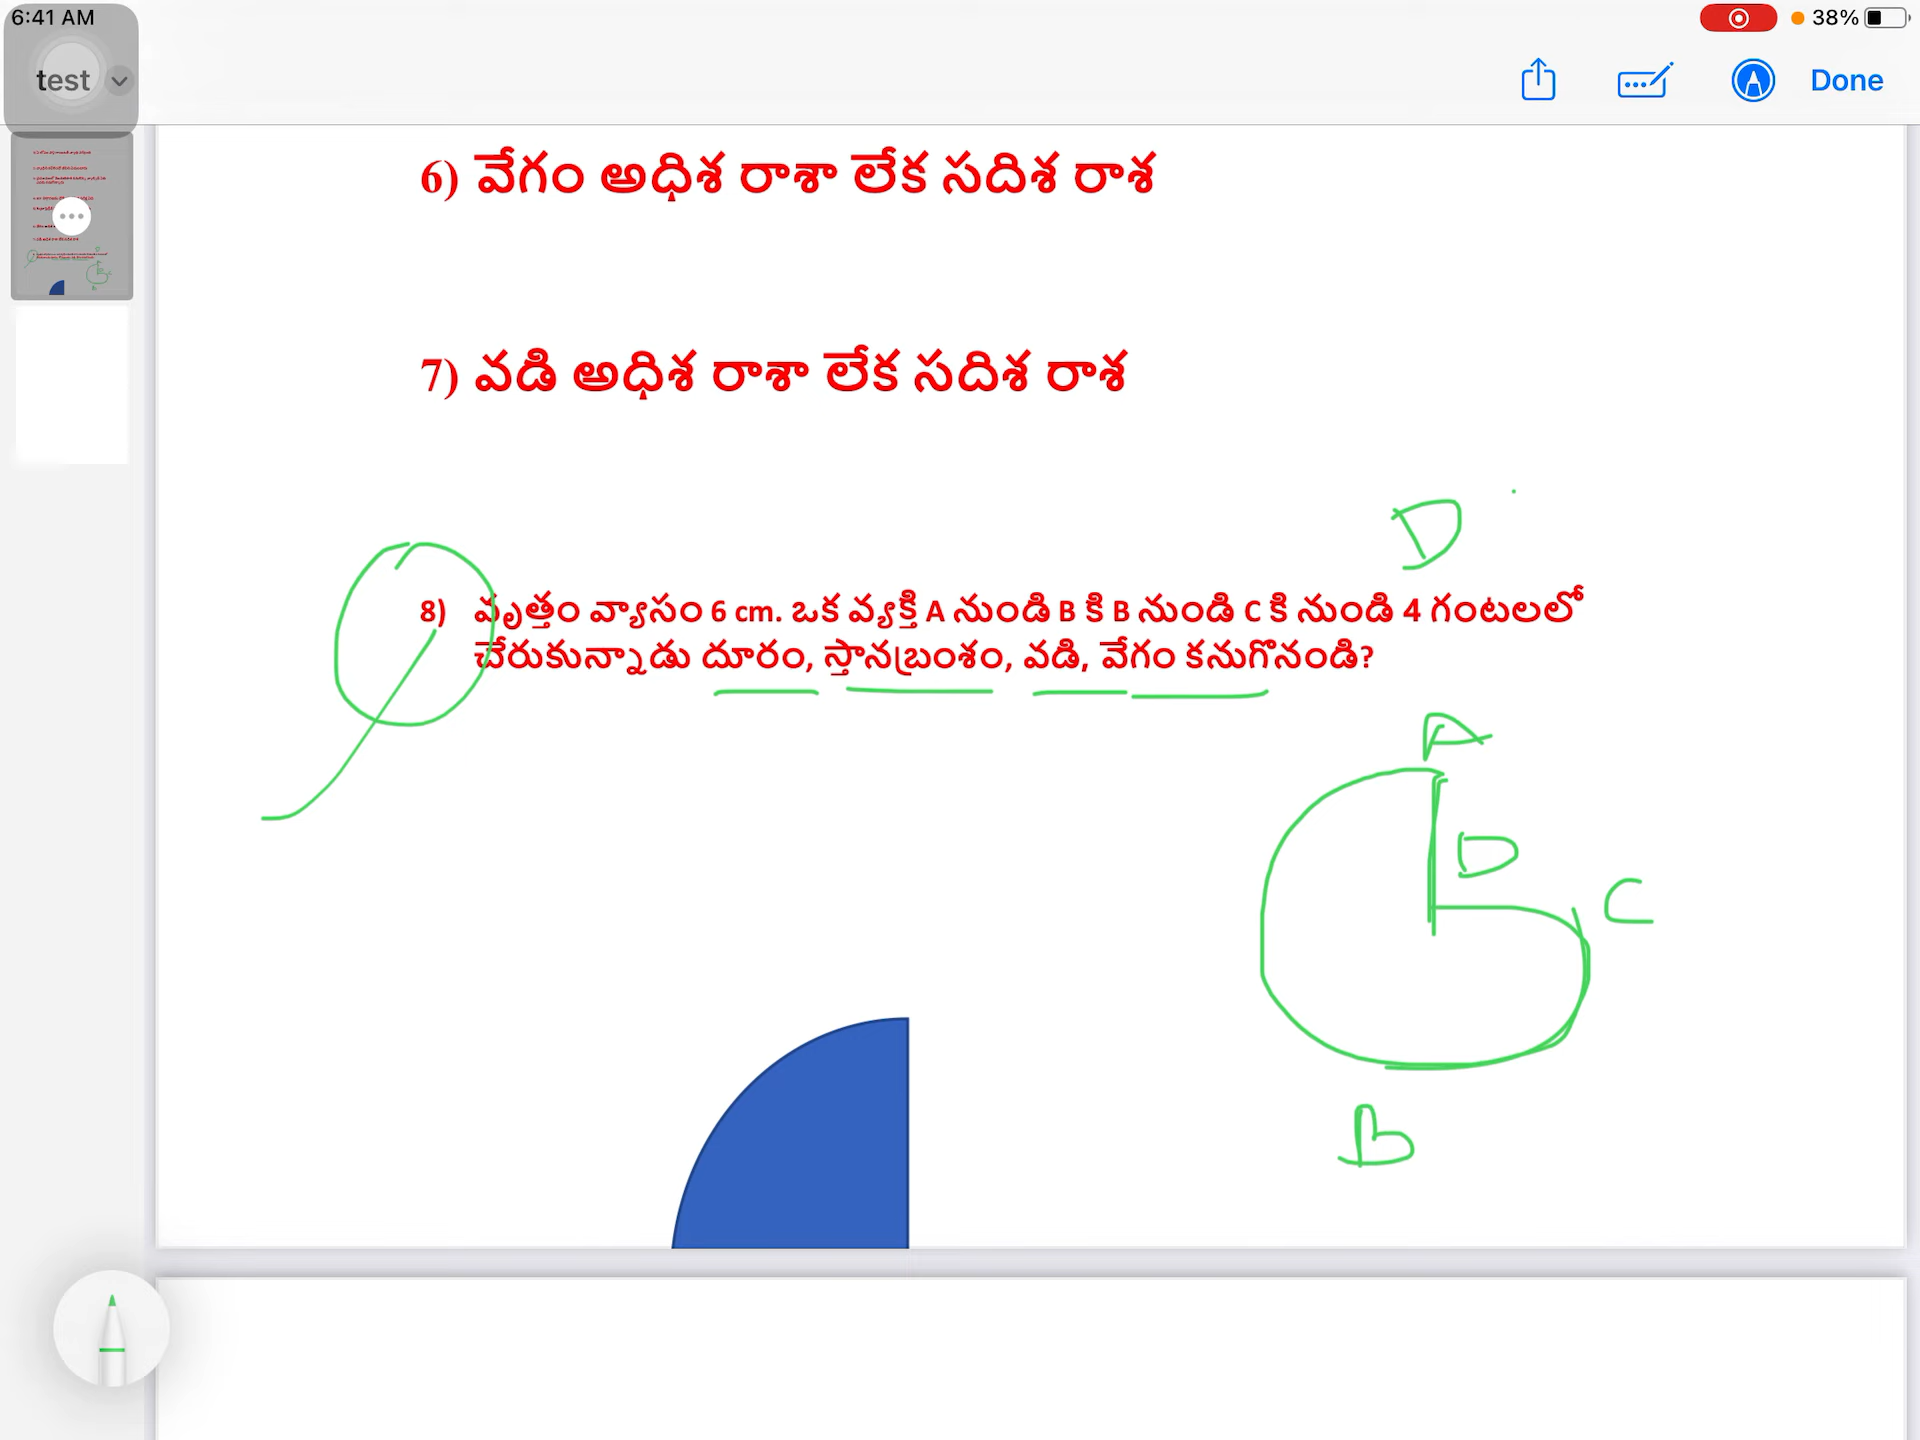 6:41 AM
38%
test
Done
6) వేగం అధిశ రాశా లేక సదిశ రాశ
7) వడి అధిశ రాశా లేక సదిశ రాశ
D
8) వృత్తం వ్యాసం 6 cm. ఒక వ్యక్తి A నుండి B కి B నుండి C కి నుండి 4 గంటలలో
చేరుకున్నాడు దూరం, స్తానబ్రంశం, వడి, వేగం కనుగొనండి?
A
D
C
B